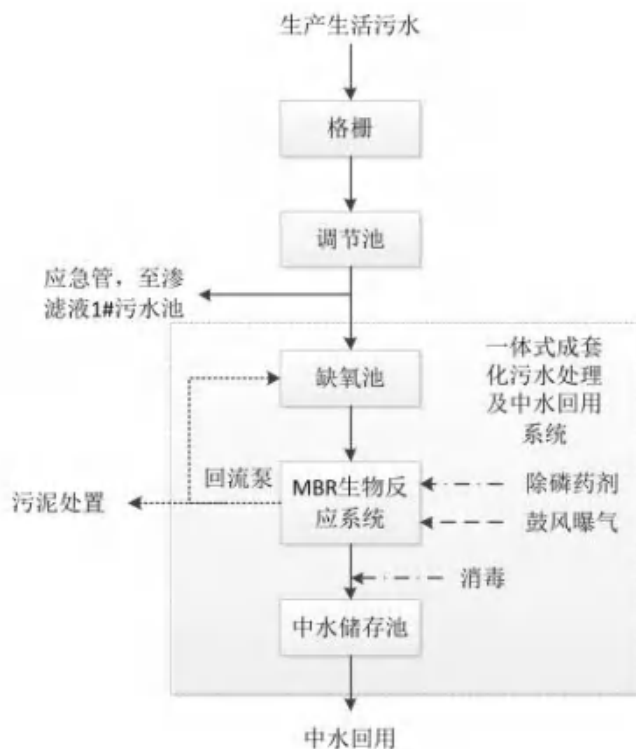 生产生活污水
格栅
调节池
应急管，至渗
滤液1#污水池
一体式成套
化污水处理
及中水回用
系统
缺氧池
回流泵
污泥处置
MBR生物反
应系统
除磷药剂
鼓风曝气
消毒
中水储存池
中水回用